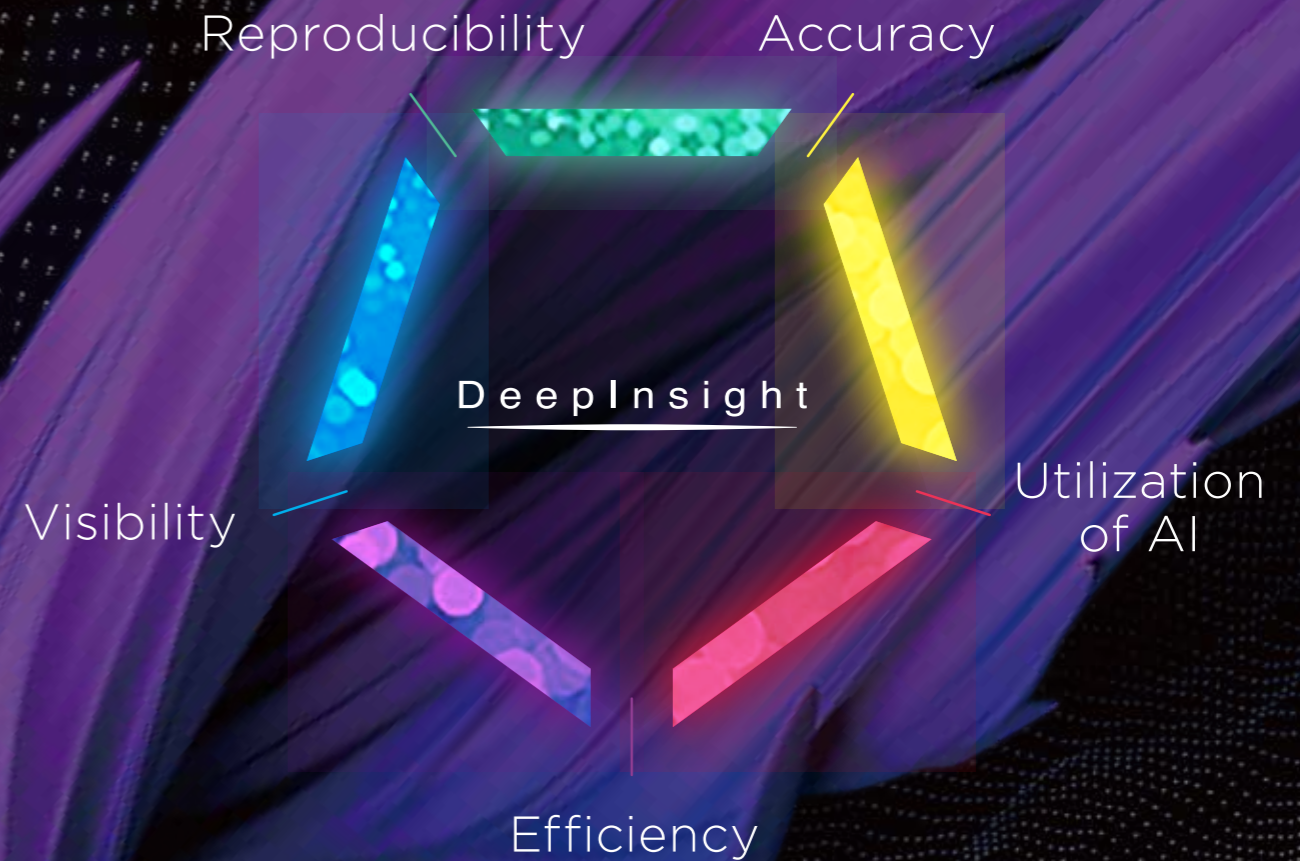 Reproducibility
Accuracy
DeepInsight
Utilization
of AI
Visibility
Efficiency